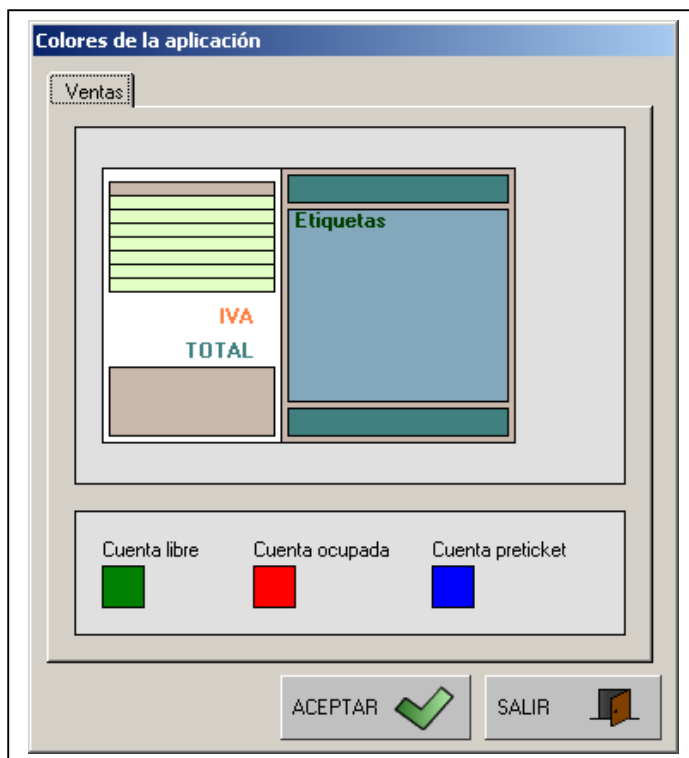 Colores de la aplicación
Ventas
Etiquetas
IVA
TOTAL
Cuenta libre Cuenta ocupada Cuenta preticket
ACEPTAR SALIR